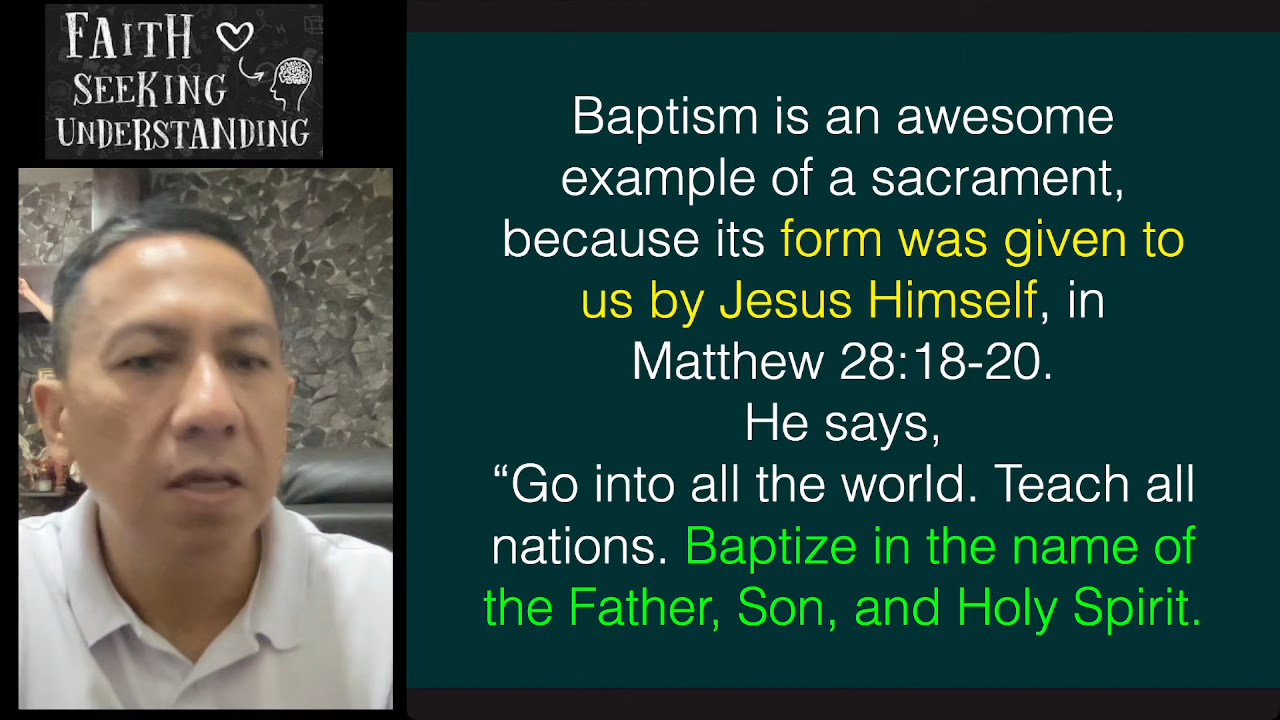 FAITH
SEEKING
UNDERSTANDING
Baptism is an awesome
example of a sacrament,
because its form was given to
us by Jesus Himself, in
Matthew 28:18-20.
He says,
“Go into all the world. Teach all
nations. Baptize in the name of
the Father, Son, and Holy Spirit.